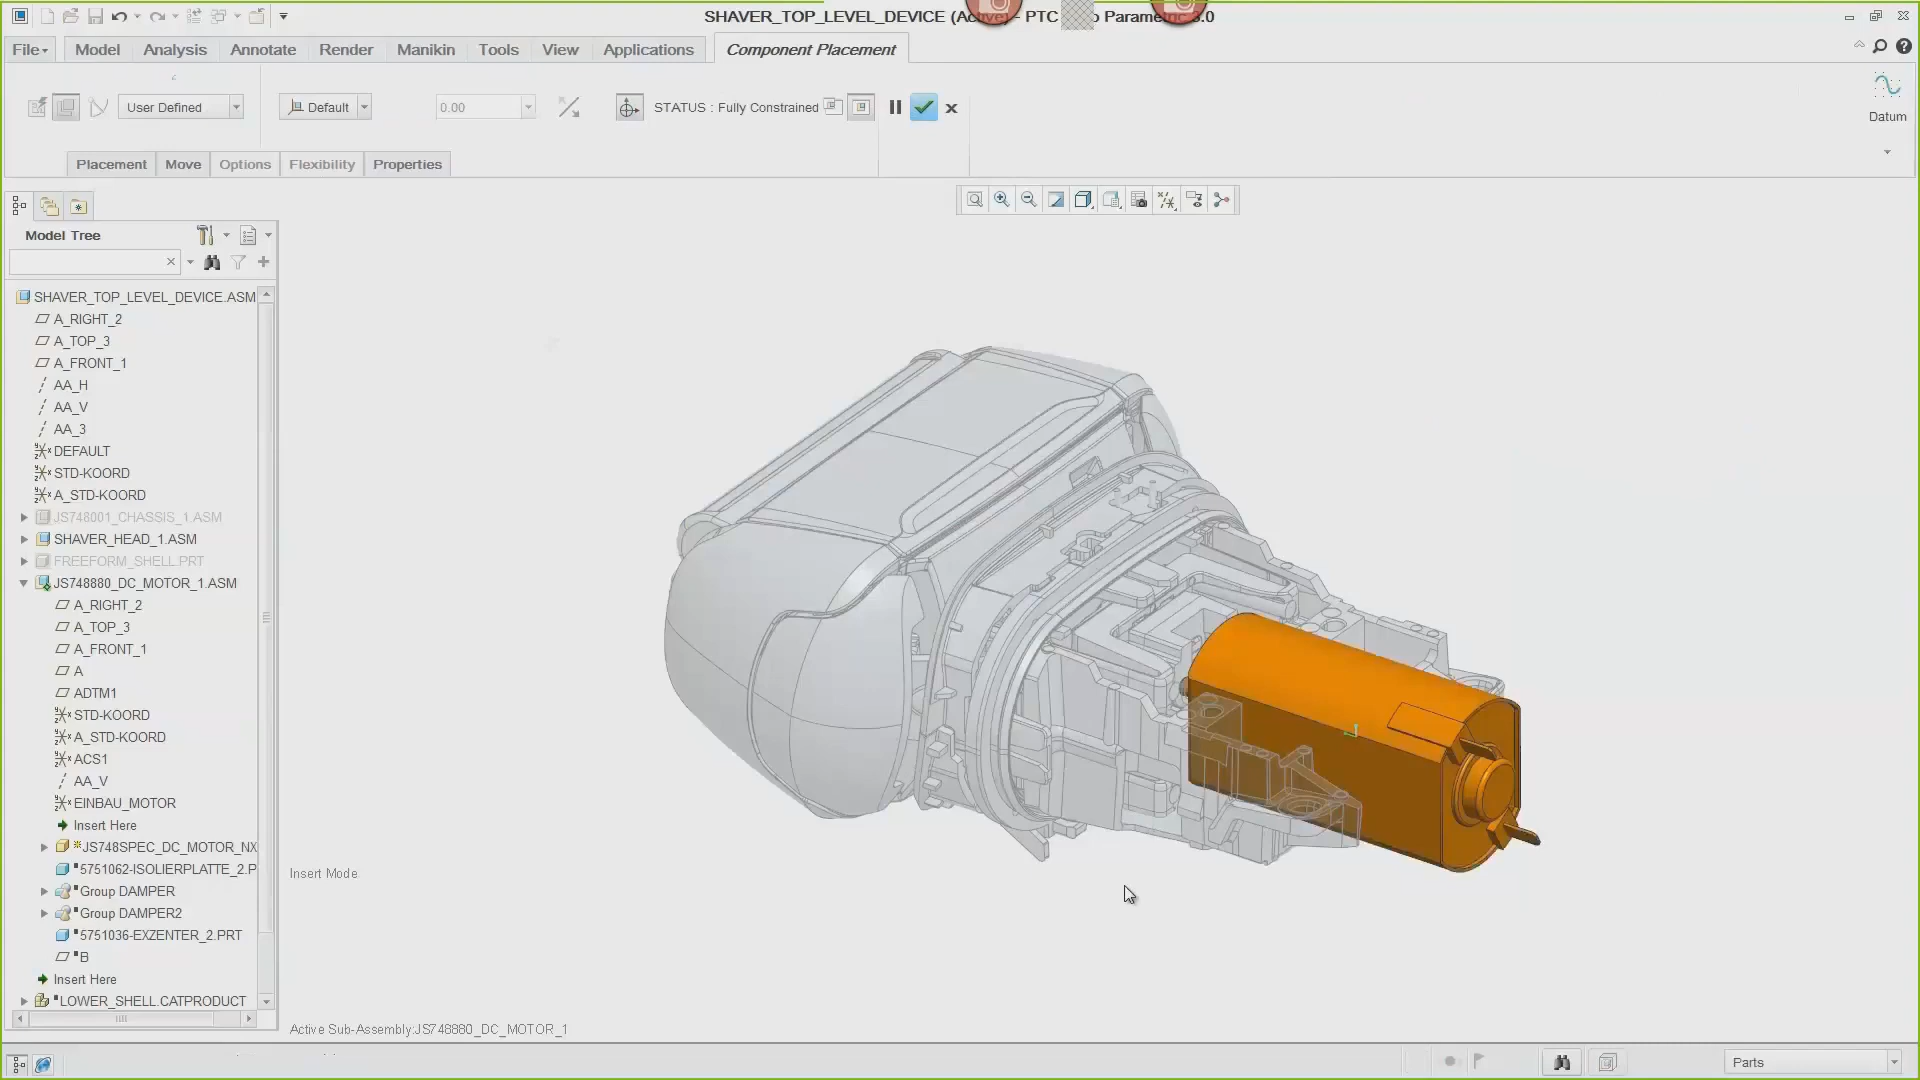 SHAVER_TOP_LEVEL_DEVICE (Active) - PTC Parametric 3.0
File Model Analysis Annotate Render Manikin Tools View Applications Component Placement
User Defined Default 0.00 STATUS : Fully Constrained
Datum
Placement Move Options Flexibility Properties
Model Tree
SHAVER_TOP_LEVEL_DEVICE.ASM
A_RIGHT_2
A_TOP_3
A_FRONT_1
AA_H
AA_V
AA_3
DEFAULT
STD-KOORD
A_STD-KOORD
JS748001_CHASSIS_1.ASM
SHAVER_HEAD_1.ASM
FREEFORM_SHELL.PRT
JS748880_DC_MOTOR_1.ASM
A_RIGHT_2
A_TOP_3
A_FRONT_1
A
ADTM1
STD-KOORD
A_STD-KOORD
ACS1
AA_V
EINBAU_MOTOR
Insert Here
JS748SPEC_DC_MOTOR_NX
5751062-ISOLIERPLATTE_2.P
Group DAMPER
Group DAMPER2
5751036-EXZENTER_2.PRT
B
Insert Here
LOWER_SHELL.CATPRODUCT
Insert Mode
Active Sub-Assembly:JS748880_DC_MOTOR_1
Parts